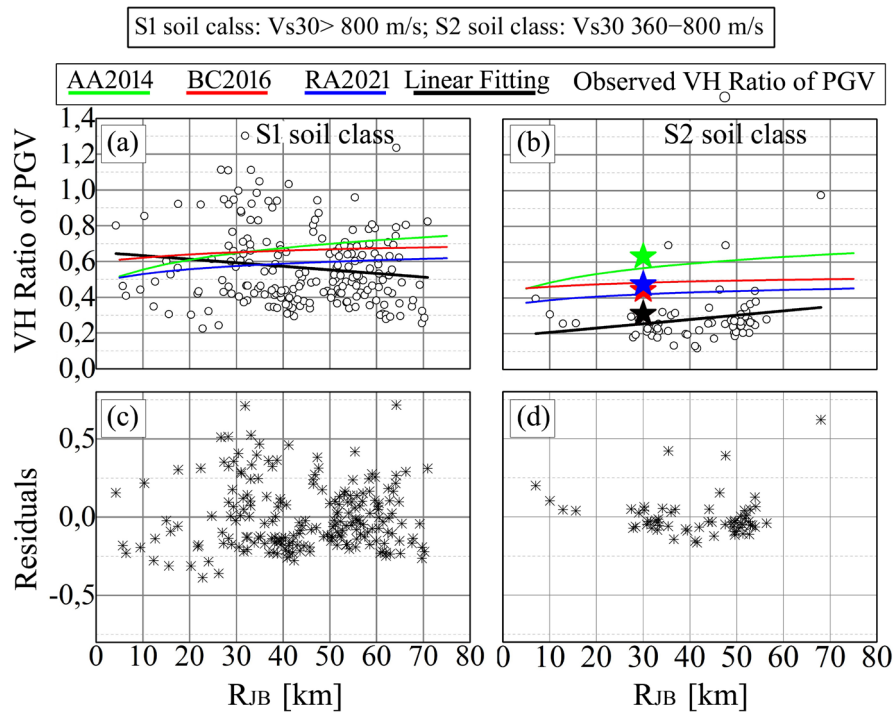 S1 soil calss: Vs30> 800 m/s; S2 soil class: Vs30 360−800 m/s
AA2014 BC2016 RA2021 Linear Fitting Observed VH Ratio of PGV
VH Ratio of PGV
1,4
1,2
1,0
0,8
0,6
0,4
0,2
0,0
(a) S1 soil class
(b) S2 soil class
Residuals
0,5
0,0
-0,5
(c)
(d)
0 10 20 30 40 50 60 70 80
0 10 20 30 40 50 60 70 80
RJB [km]
RJB [km]